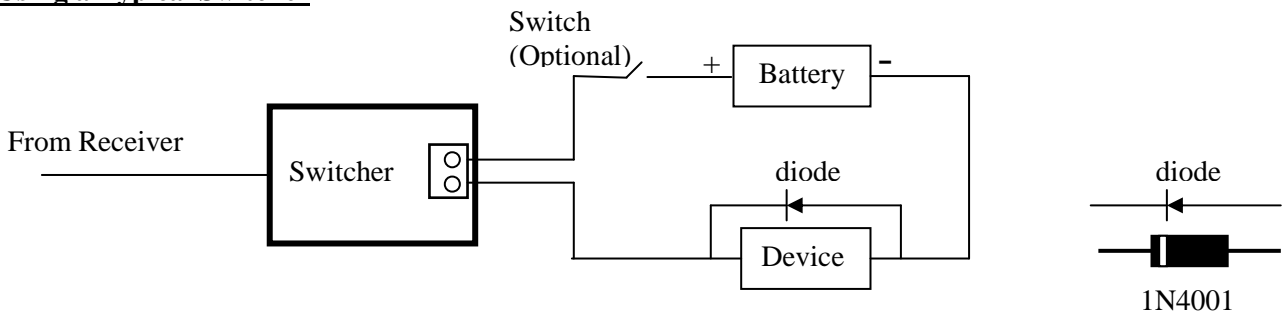 Switch
(Optional)
+ Battery -
From Receiver
Switcher
diode
diode
Device
1N4001